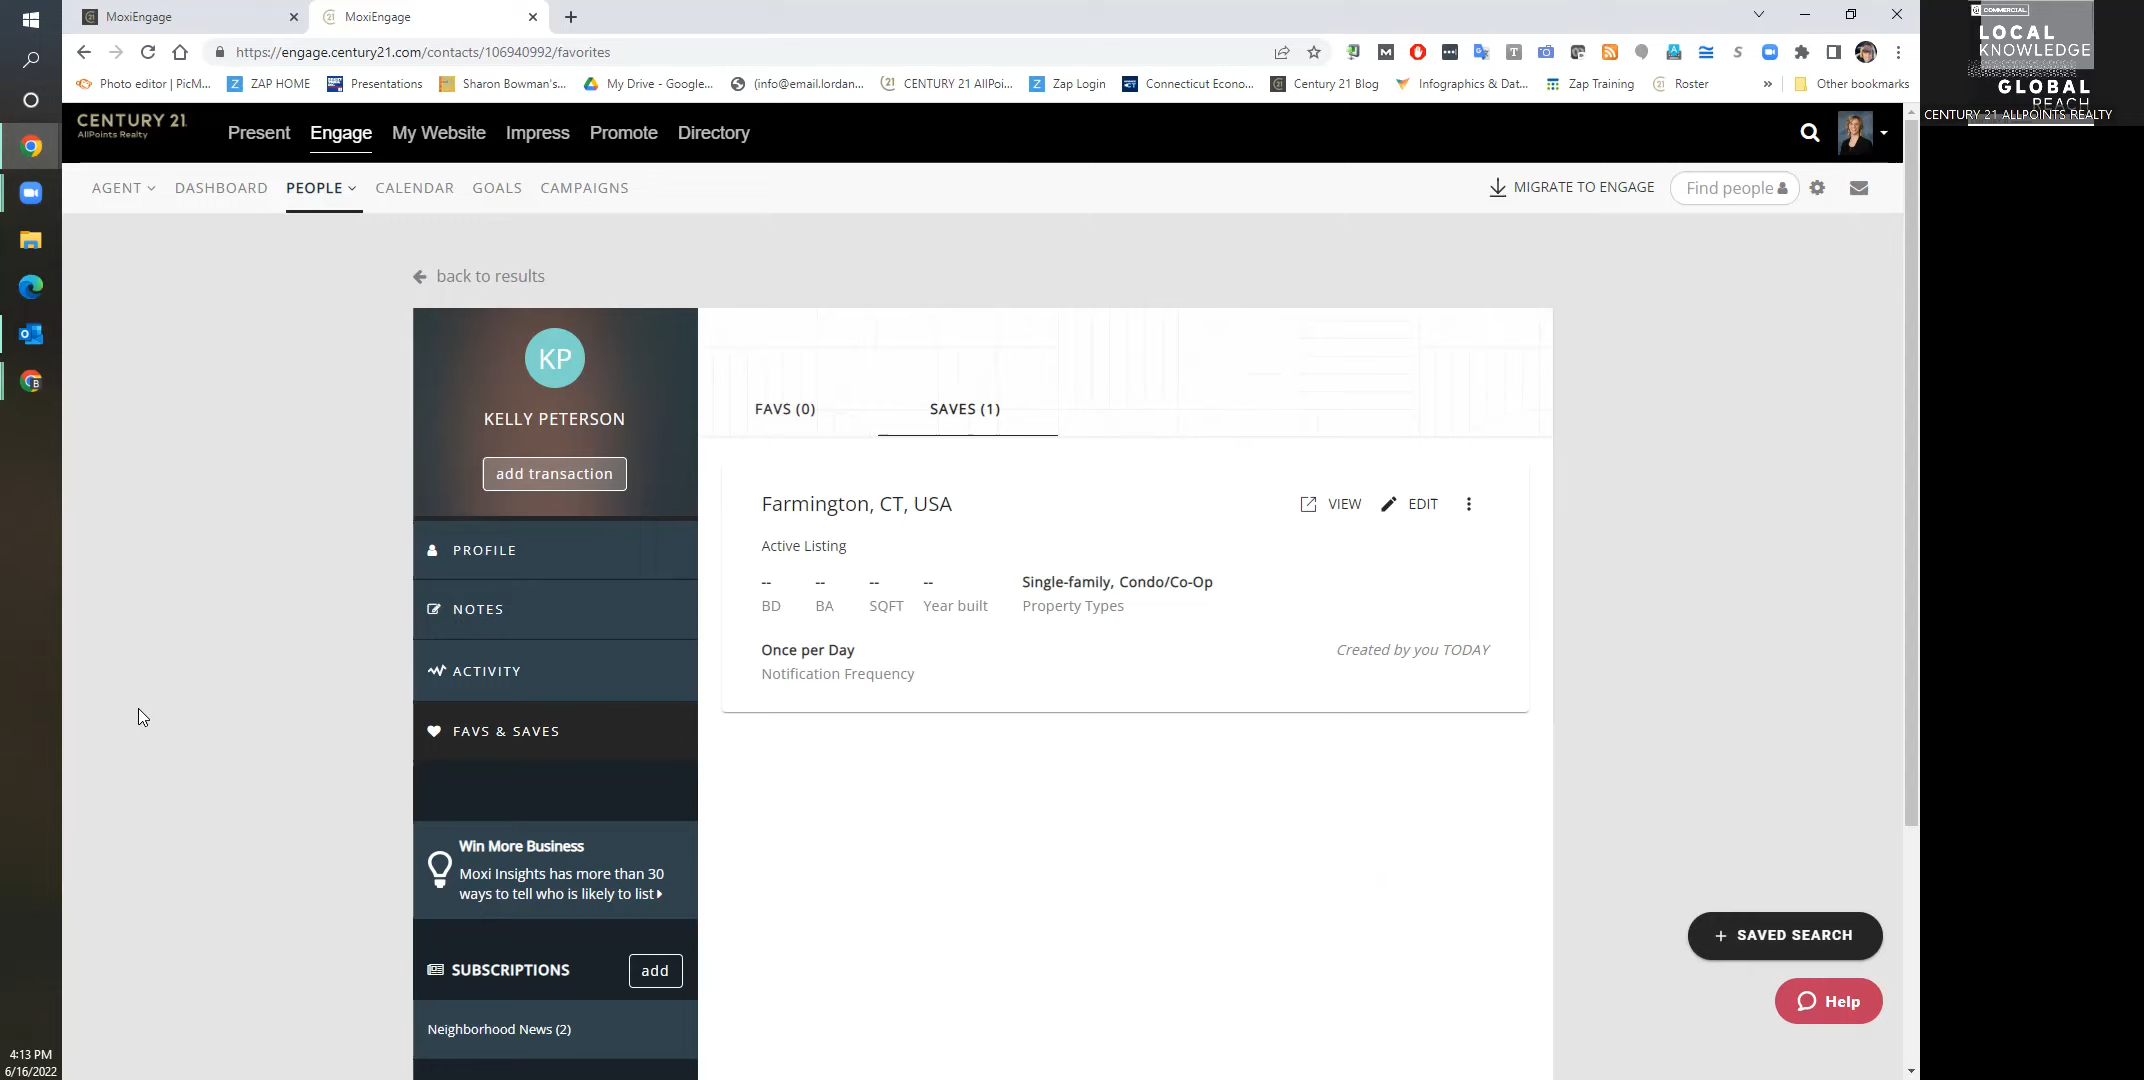 MoxiEngage
MoxiEngage
https://engage.century21.com/contacts/106940992/favorites
Photo editor | PicM...
ZAP HOME
Presentations
Sharon Bowman's...
My Drive - Google...
(info@email.lordan...
CENTURY 21 AllPoi...
Zap Login
Connecticut Econo...
Century 21 Blog
Infographics & Dat...
Zap Training
Roster
»
Other bookmarks
CENTURY 21.
AllPoints Realty
Present
Engage
My Website
Impress
Promote
Directory
AGENT
DASHBOARD
PEOPLE
CALENDAR
GOALS
CAMPAIGNS
MIGRATE TO ENGAGE
Find people
back to results
KP
KELLY PETERSON
add transaction
PROFILE
NOTES
ACTIVITY
FAVS & SAVES
Win More Business
Moxi Insights has more than 30
ways to tell who is likely to list
SUBSCRIPTIONS
add
Neighborhood News (2)
FAVS (0)
SAVES (1)
Farmington, CT, USA
VIEW
EDIT
Active Listing
-- -- -- -- Single-family, Condo/Co-Op
BD BA SQFT Year built Property Types
Once per Day
Created by you TODAY
Notification Frequency
+ SAVED SEARCH
Help
4:13 PM
6/16/2022
21 COMMERCIAL
LOCAL
KNOWLEDGE
GLOBAL
REACH
CENTURY 21 ALLPOINTS REALTY